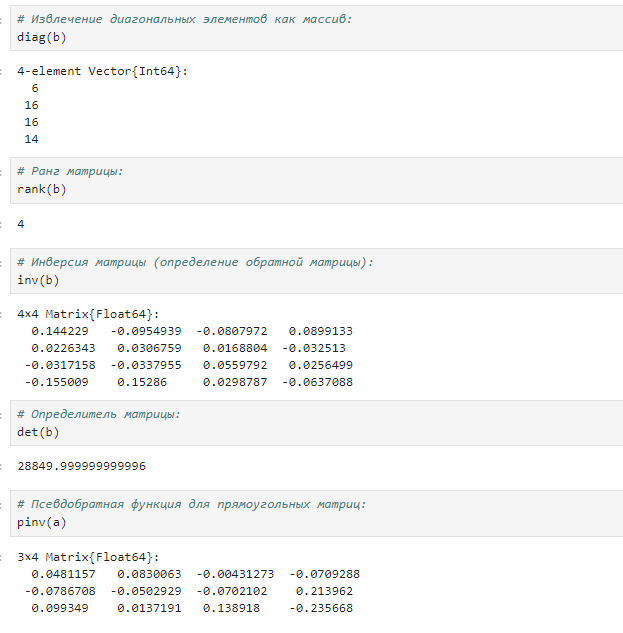 # Извлечение диагональных элементов как массив:
diag(b)
4-element Vector{Int64}:
6
16
16
14
# Ранг матрицы:
rank(b)
4
# Инверсия матрицы (определение обратной матрицы):
inv(b)
4×4 Matrix{Float64}:
0.144229 -0.0954939 -0.0807972 0.0899133
0.0226343 0.0306759 0.0168804 -0.032513
-0.0317158 -0.0337955 0.0559792 0.0256499
-0.155009 0.15286 0.0298787 -0.0637088
# Определитель матрицы:
det(b)
28849.999999999996
# Псевдобратная функция для прямоугольных матриц:
pinv(a)
3×4 Matrix{Float64}:
0.0481157 0.0830063 -0.00431273 -0.0709288
-0.0786708 -0.0502929 -0.0702102 0.213962
0.099349 0.0137191 0.138918 -0.235668